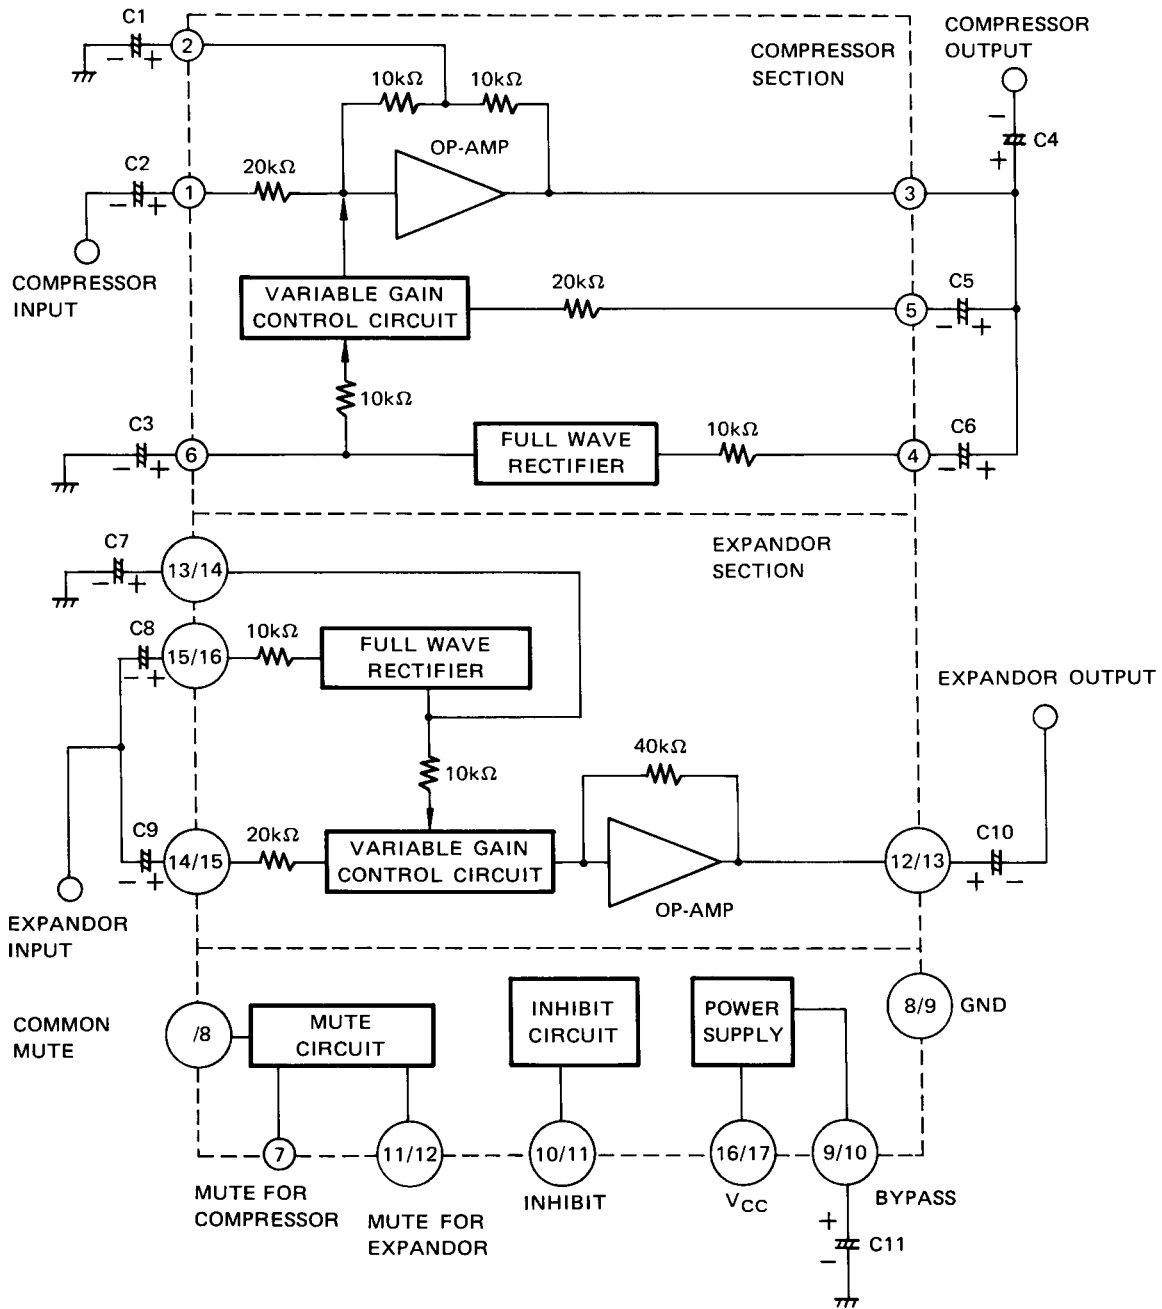 C1
2
COMPRESSOR
SECTION
COMPRESSOR
OUTPUT
− +
10kΩ 10kΩ
−
C4
+
OP-AMP
C2
20kΩ
1
3
− +
COMPRESSOR
INPUT
VARIABLE GAIN
CONTROL CIRCUIT
20kΩ
5
C5
− +
10kΩ
C3
6
FULL WAVE
RECTIFIER
10kΩ
4
C6
− +
− +
EXPANDOR
SECTION
C7
13/14
− +
C8
15/16
10kΩ
FULL WAVE
RECTIFIER
− +
EXPANDOR OUTPUT
40kΩ
10kΩ
C9
14/15
20kΩ
VARIABLE GAIN
CONTROL CIRCUIT
12/13
C10
− +
+ −
OP-AMP
EXPANDOR
INPUT
COMMON
MUTE
/8
MUTE
CIRCUIT
INHIBIT
CIRCUIT
POWER
SUPPLY
8/9
GND
7
11/12
10/11
16/17
9/10
MUTE FOR
COMPRESSOR
MUTE FOR
EXPANDOR
INHIBIT
VCC
BYPASS
+
C11
−